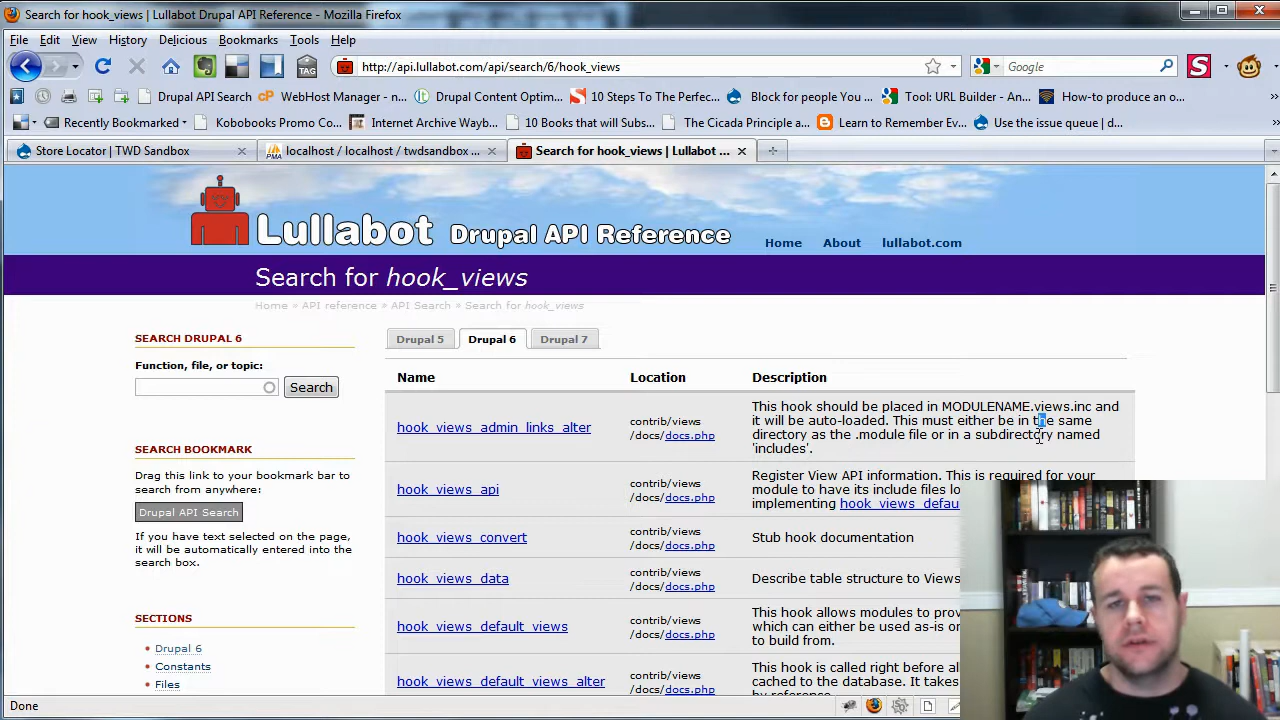 Search for hook_views | Lullabot Drupal API Reference - Mozilla Firefox
File Edit View History Delicious Bookmarks Tools Help
TAG http://api.lullabot.com/api/search/6/hook_views Google S
Drupal API Search cP WebHost Manager - n... Drupal Content Optim... 10 Steps To The Perfec... Block for people You ... Tool: URL Builder - An... How-to produce an o...
Recently Bookmarked Kobobooks Promo Co... Internet Archive Wayb... 10 Books that will Subs... The Cicada Principla... Learn to Remember Ev... Use the issue queue | d...
Store Locator | TWD Sandbox PMA localhost / localhost / twdsandbox ... Search for hook_views | Lullabot ...
Lullabot Drupal API Reference
Home About lullabot.com
Search for hook_views
Home » API reference » API Search » Search for hook_views
SEARCH DRUPAL 6
Function, file, or topic:
Search
SEARCH BOOKMARK
Drag this link to your bookmark bar
to search from anywhere:
Drupal API Search
If you have text selected on the page,
it will be automatically entered into the
search box.
SECTIONS
Drupal 6
Constants
Files
Drupal 5 Drupal 6 Drupal 7
Name Location Description
hook_views_admin_links_alter
contrib/views
/docs/docs.php
This hook should be placed in MODULENAME.views.inc and
it will be auto-loaded. This must either be in the same
directory as the .module file or in a subdirectory named
'includes'.
hook_views_api
contrib/views
/docs/docs.php
Register View API information. This is required for your
module to have its include files lo
implementing hook_views_defau
hook_views_convert
contrib/views
/docs/docs.php
Stub hook documentation
hook_views_data
contrib/views
/docs/docs.php
Describe table structure to Views
hook_views_default_views
contrib/views
/docs/docs.php
This hook allows modules to prov
which can either be used as-is or
to build from.
hook_views_default_views_alter
contrib/views
/docs/docs.php
This hook is called right before al
cached to the database. It takes
by reference
Done